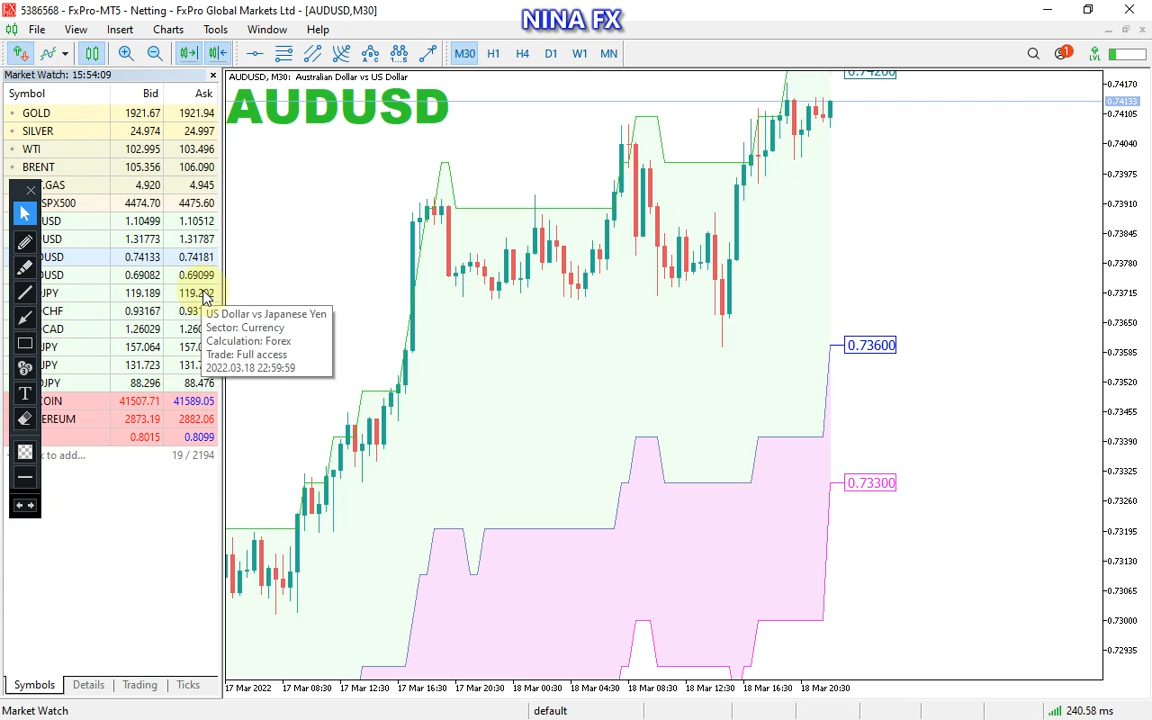 5386568 - FxPro-MT5 - Netting - FxPro Global Markets Ltd - [AUDUSD,M30]
NINA FX
File View Insert Charts Tools Window Help
M30 H1 H4 D1 W1 MN
1
LVL
Market Watch: 15:54:09
Symbol Bid Ask
GOLD 1921.67 1921.94
SILVER 24.974 24.997
WTI 102.995 103.496
BRENT 105.356 106.090
.GAS 4.920 4.945
SPX500 4474.70 4475.60
USD 1.10499 1.10512
USD 1.31773 1.31787
USD 0.74133 0.74181
USD 0.69082 0.69099
JPY 119.189
CHF 0.93167
CAD 1.26029
JPY 157.064
JPY 131.723
JPY 88.296 88.476
COIN 41507.71 41589.05
EREUM 2873.19 2882.06
0.8015 0.8099
to add... 19 / 2194
US Dollar vs Japanese Yen
Sector: Currency
Calculation: Forex
Trade: Full access
2022.03.18 22:59:59
T
Symbols Details Trading Ticks
AUDUSD, M30: Australian Dollar vs US Dollar
AUDUSD
0.74200
0.73600
0.73300
0.74170
0.74133
0.74105
0.74040
0.73975
0.73910
0.73845
0.73780
0.73715
0.73650
0.73585
0.73520
0.73455
0.73390
0.73325
0.73260
0.73195
0.73130
0.73065
0.73000
0.72935
17 Mar 2022 17 Mar 08:30 17 Mar 12:30 17 Mar 16:30 17 Mar 20:30 18 Mar 00:30 18 Mar 04:30 18 Mar 08:30 18 Mar 12:30 18 Mar 16:30 18 Mar 20:30
Market Watch default 240.58 ms